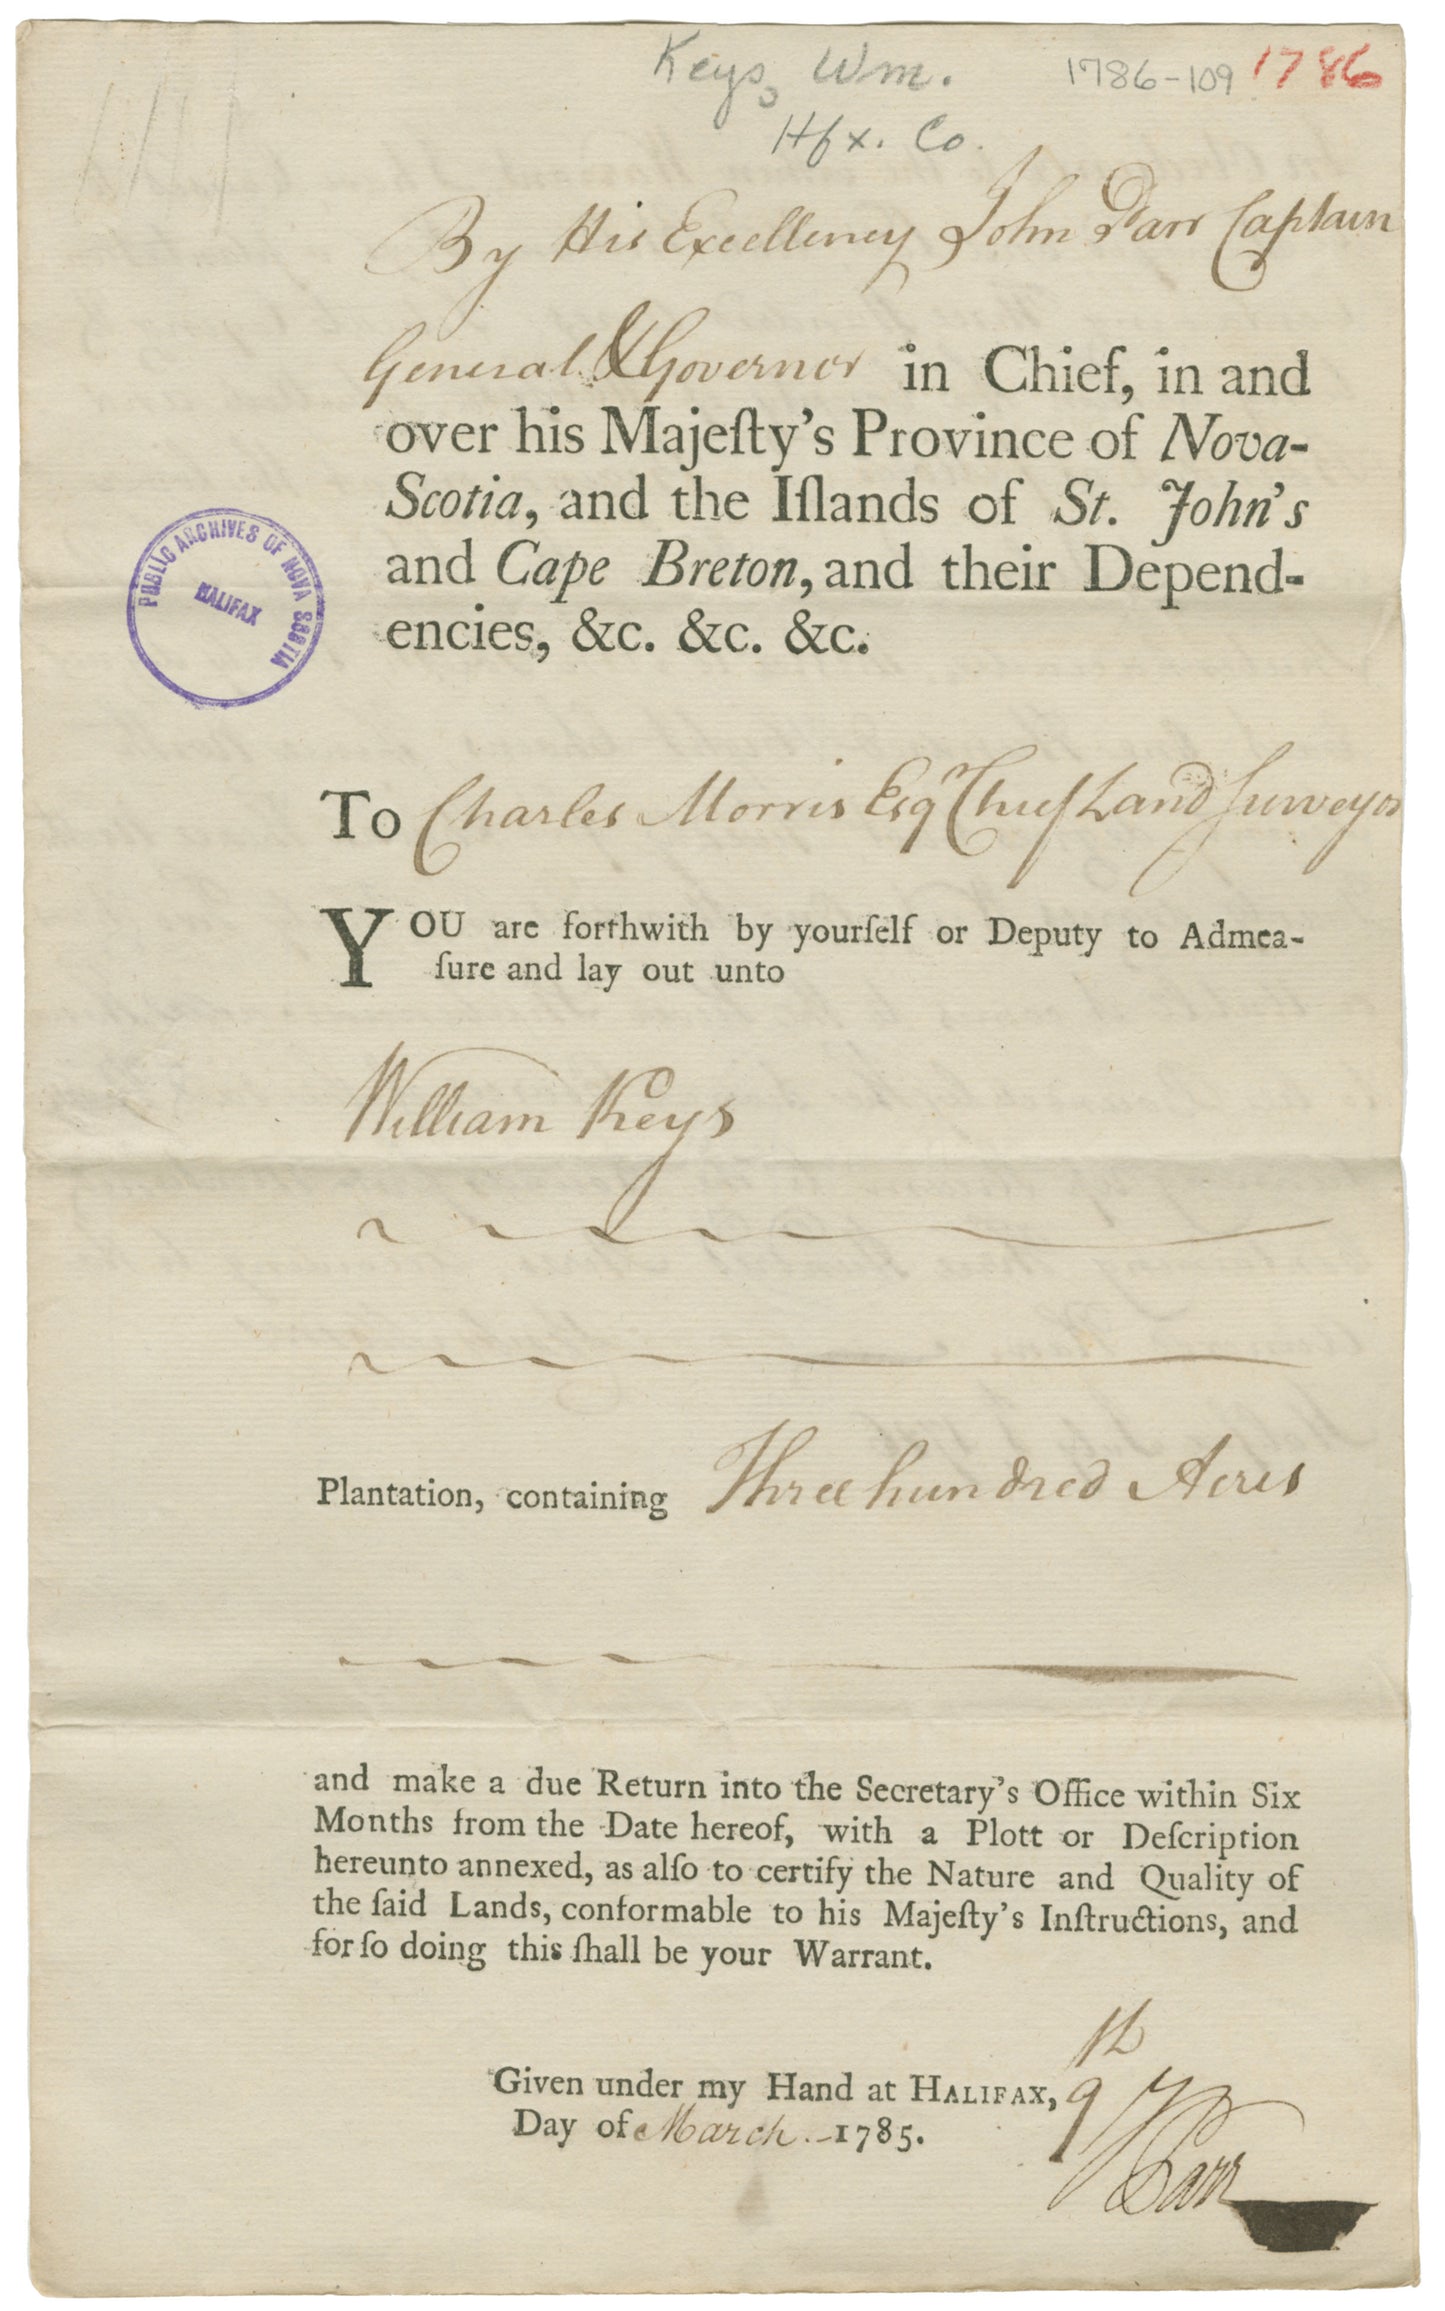 Keys, Wm. 1786-109 1786
Hfx. Co.
By His Excellency John Parr Captain
General & Governor in Chief, in and
over his Majeſty's Province of Nova-
Scotia, and the Iſlands of St. John's
and Cape Breton, and their Depend-
encies, &c. &c. &c.
PUBLIC ARCHIVES OF NOVA SCOTIA
HALIFAX
To Charles Morris Esqr Chief Land Surveyor
YOU are forthwith by yourſelf or Deputy to Admea-
ſure and lay out unto
William Keys
Plantation, containing Three hundred Acres
and make a due Return into the Secretary's Office within Six
Months from the Date hereof, with a Plott or Deſcription
hereunto annexed, as alſo to certify the Nature and Quality of
the ſaid Lands, conformable to his Majeſty's Inſtructions, and
for ſo doing this ſhall be your Warrant.
Given under my Hand at HALIFAX, 9th
Day of March 1785.
J Parr